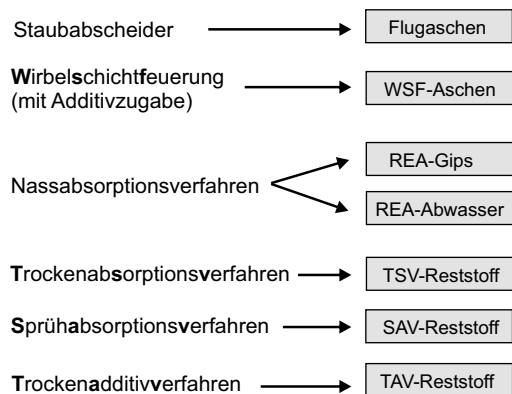 Staubabscheider
Flugaschen
Wirbelschichtfeuerung
(mit Additivzugabe)
WSF-Aschen
Nassabsorptionsverfahren
REA-Gips
REA-Abwasser
Trockenabsorptionsverfahren
TSV-Reststoff
Sprühabsorptionsverfahren
SAV-Reststoff
Trockenadditivverfahren
TAV-Reststoff